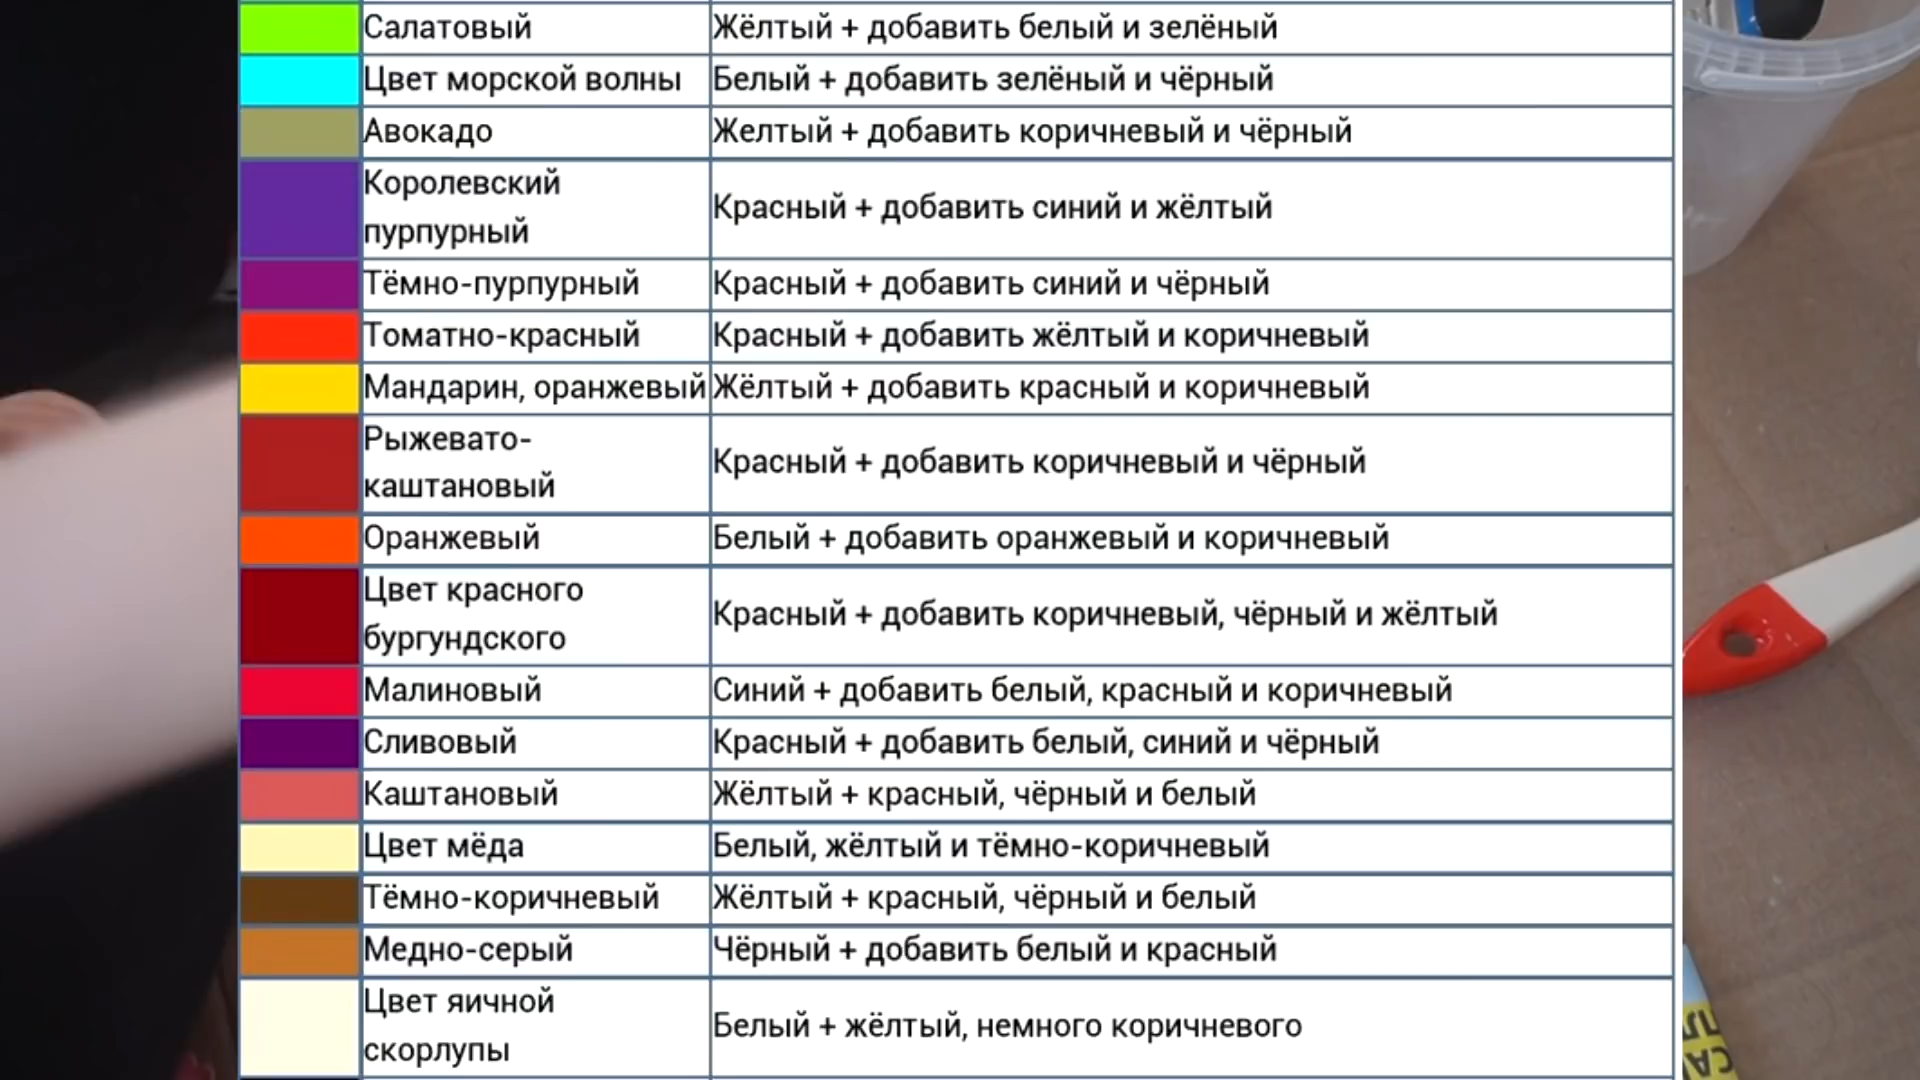 Салатовый
Жёлтый + добавить белый и зелёный
Цвет морской волны
Белый + добавить зелёный и чёрный
Авокадо
Желтый + добавить коричневый и чёрный
Королевский
пурпурный
Красный + добавить синий и жёлтый
Тёмно-пурпурный
Красный + добавить синий и чёрный
Томатно-красный
Красный + добавить жёлтый и коричневый
Мандарин, оранжевый
Жёлтый + добавить красный и коричневый
Рыжевато-
каштановый
Красный + добавить коричневый и чёрный
Оранжевый
Белый + добавить оранжевый и коричневый
Цвет красного
бургундского
Красный + добавить коричневый, чёрный и жёлтый
Малиновый
Синий + добавить белый, красный и коричневый
Сливовый
Красный + добавить белый, синий и чёрный
Каштановый
Жёлтый + красный, чёрный и белый
Цвет мёда
Белый, жёлтый и тёмно-коричневый
Тёмно-коричневый
Жёлтый + красный, чёрный и белый
Медно-серый
Чёрный + добавить белый и красный
Цвет яичной
скорлупы
Белый + жёлтый, немного коричневого